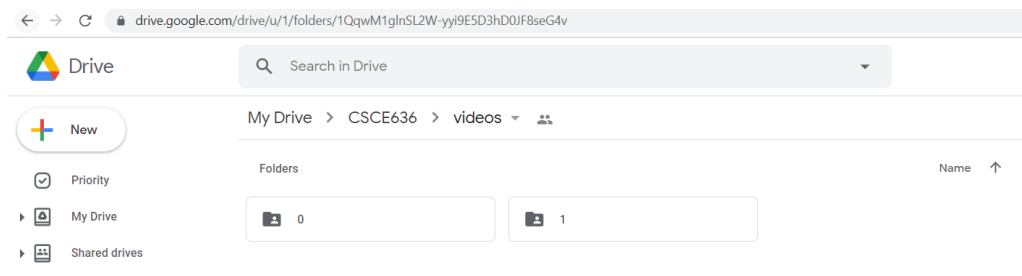 drive.google.com/drive/u/1/folders/1QqwM1glnSL2W-yyi9E5D3hD0JF8seG4v
Drive
Search in Drive
New
My Drive > CSCE636 > videos
Priority
Folders
Name
My Drive
0
1
Shared drives